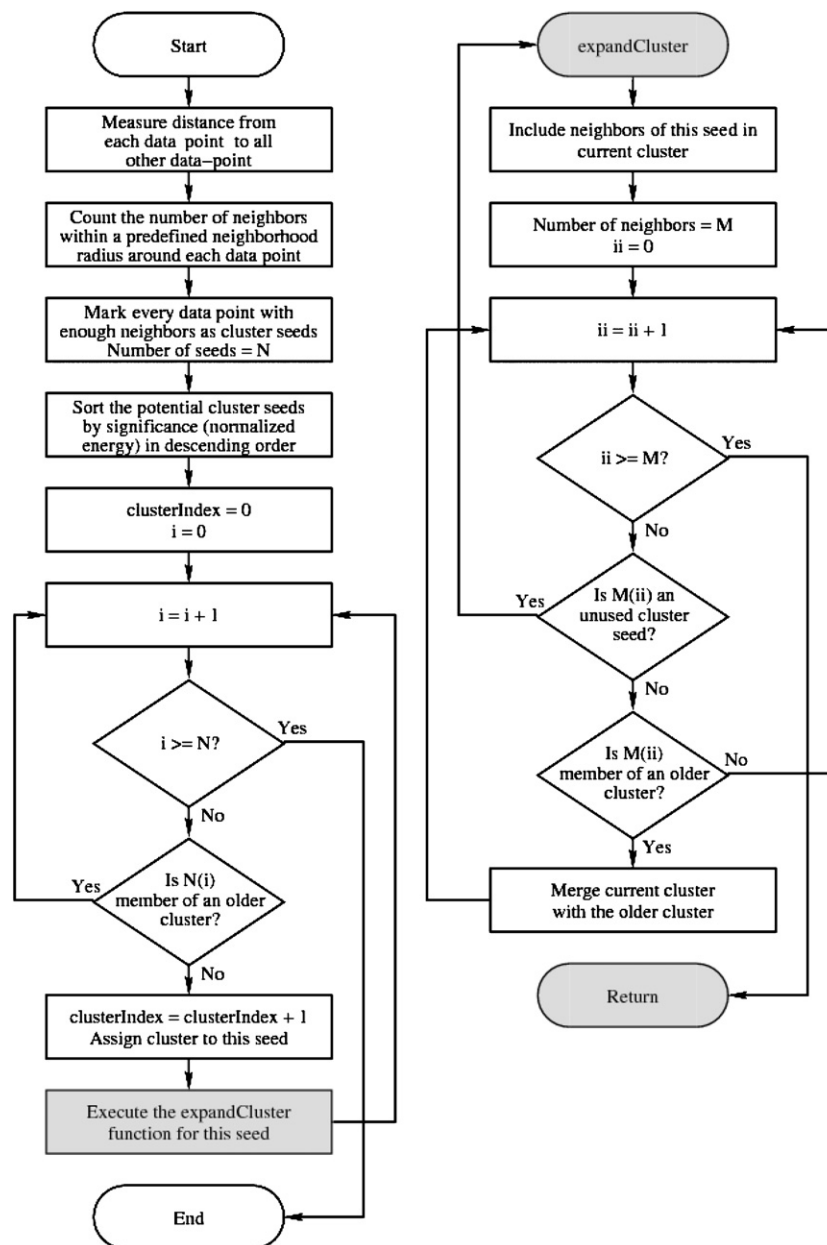 Start
Measure distance from
each data point to all
other data−point
Count the number of neighbors
within a predefined neighborhood
radius around each data point
Mark every data point with
enough neighbors as cluster seeds
Number of seeds = N
Sort the potential cluster seeds
by significance (normalized
energy) in descending order
clusterIndex = 0
i = 0
i = i + 1
i >= N?
Yes
No
Is N(i)
member of an older
cluster?
Yes
No
clusterIndex = clusterIndex + 1
Assign cluster to this seed
Execute the expandCluster
function for this seed
End
expandCluster
Include neighbors of this seed in
current cluster
Number of neighbors = M
ii = 0
ii = ii + 1
ii >= M?
Yes
No
Is M(ii) an
unused cluster
seed?
Yes
No
Is M(ii)
member of an older
cluster?
No
Yes
Merge current cluster
with the older cluster
Return